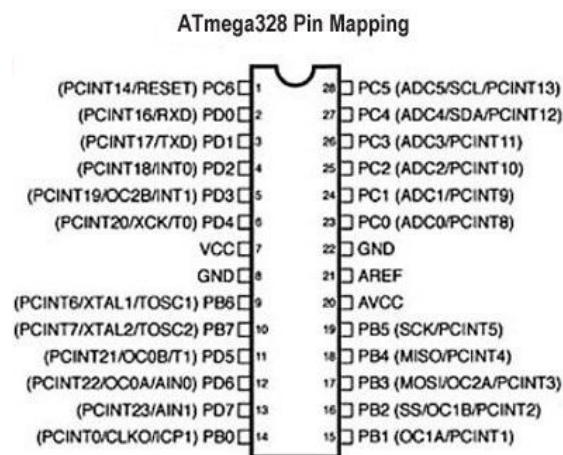 ATmega328 Pin Mapping
(PCINT14/RESET) PC6 1 28 PC5 (ADC5/SCL/PCINT13)
(PCINT16/RXD) PD0 2 27 PC4 (ADC4/SDA/PCINT12)
(PCINT17/TXD) PD1 3 26 PC3 (ADC3/PCINT11)
(PCINT18/INT0) PD2 4 25 PC2 (ADC2/PCINT10)
(PCINT19/OC2B/INT1) PD3 5 24 PC1 (ADC1/PCINT9)
(PCINT20/XCK/T0) PD4 6 23 PC0 (ADC0/PCINT8)
VCC 7 22 GND
GND 8 21 AREF
(PCINT6/XTAL1/TOSC1) PB6 9 20 AVCC
(PCINT7/XTAL2/TOSC2) PB7 10 19 PB5 (SCK/PCINT5)
(PCINT21/OC0B/T1) PD5 11 18 PB4 (MISO/PCINT4)
(PCINT22/OC0A/AIN0) PD6 12 17 PB3 (MOSI/OC2A/PCINT3)
(PCINT23/AIN1) PD7 13 16 PB2 (SS/OC1B/PCINT2)
(PCINT0/CLKO/ICP1) PB0 14 15 PB1 (OC1A/PCINT1)